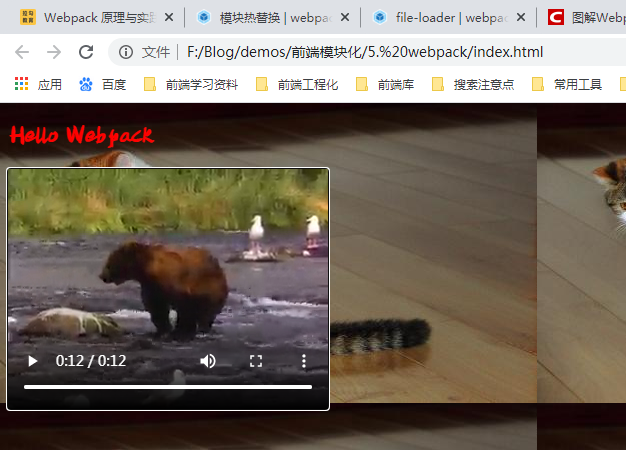 Webpack 原理与实践 模块热替换 | webpac file-loader | webpac 图解Webp
文件 F:/Blog/demos/前端模块化/5.%20webpack/index.html
应用 百度 前端学习资料 前端工程化 前端库 搜索注意点 常用工具
Hello Webpack
0:12 / 0:12